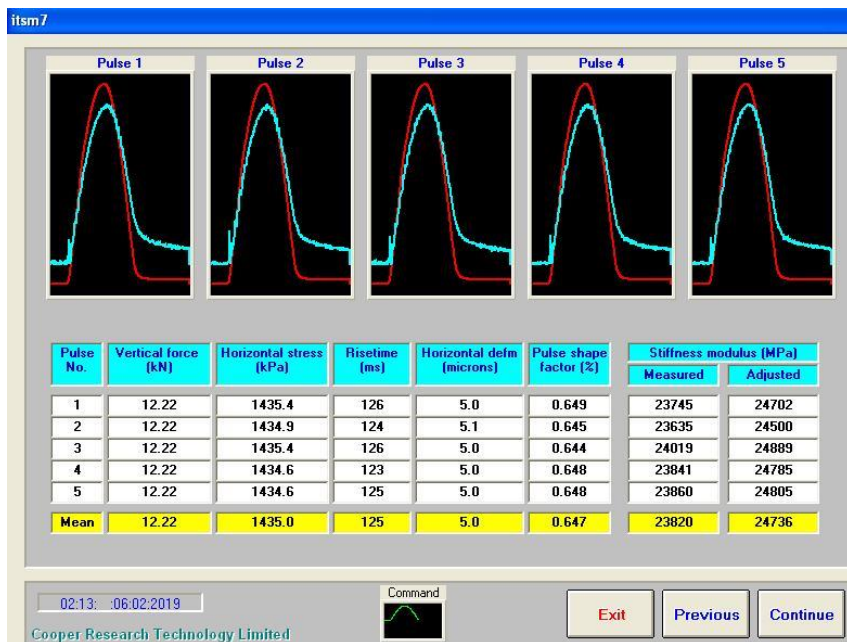 itsm7
Pulse 1 Pulse 2 Pulse 3 Pulse 4 Pulse 5
Pulse No. Vertical force (kN) Horizontal stress (kPa) Risetime (ms) Horizontal defm (microns) Pulse shape factor (%) Stiffness modulus (MPa)
Measured Adjusted
1 12.22 1435.4 126 5.0 0.649 23745 24702
2 12.22 1434.9 124 5.1 0.645 23635 24500
3 12.22 1435.4 126 5.0 0.644 24019 24889
4 12.22 1434.6 123 5.0 0.648 23841 24785
5 12.22 1434.6 125 5.0 0.648 23860 24805
Mean 12.22 1435.0 125 5.0 0.647 23820 24736
02:13: :06:02:2019
Command
Exit Previous Continue
Cooper Research Technology Limited